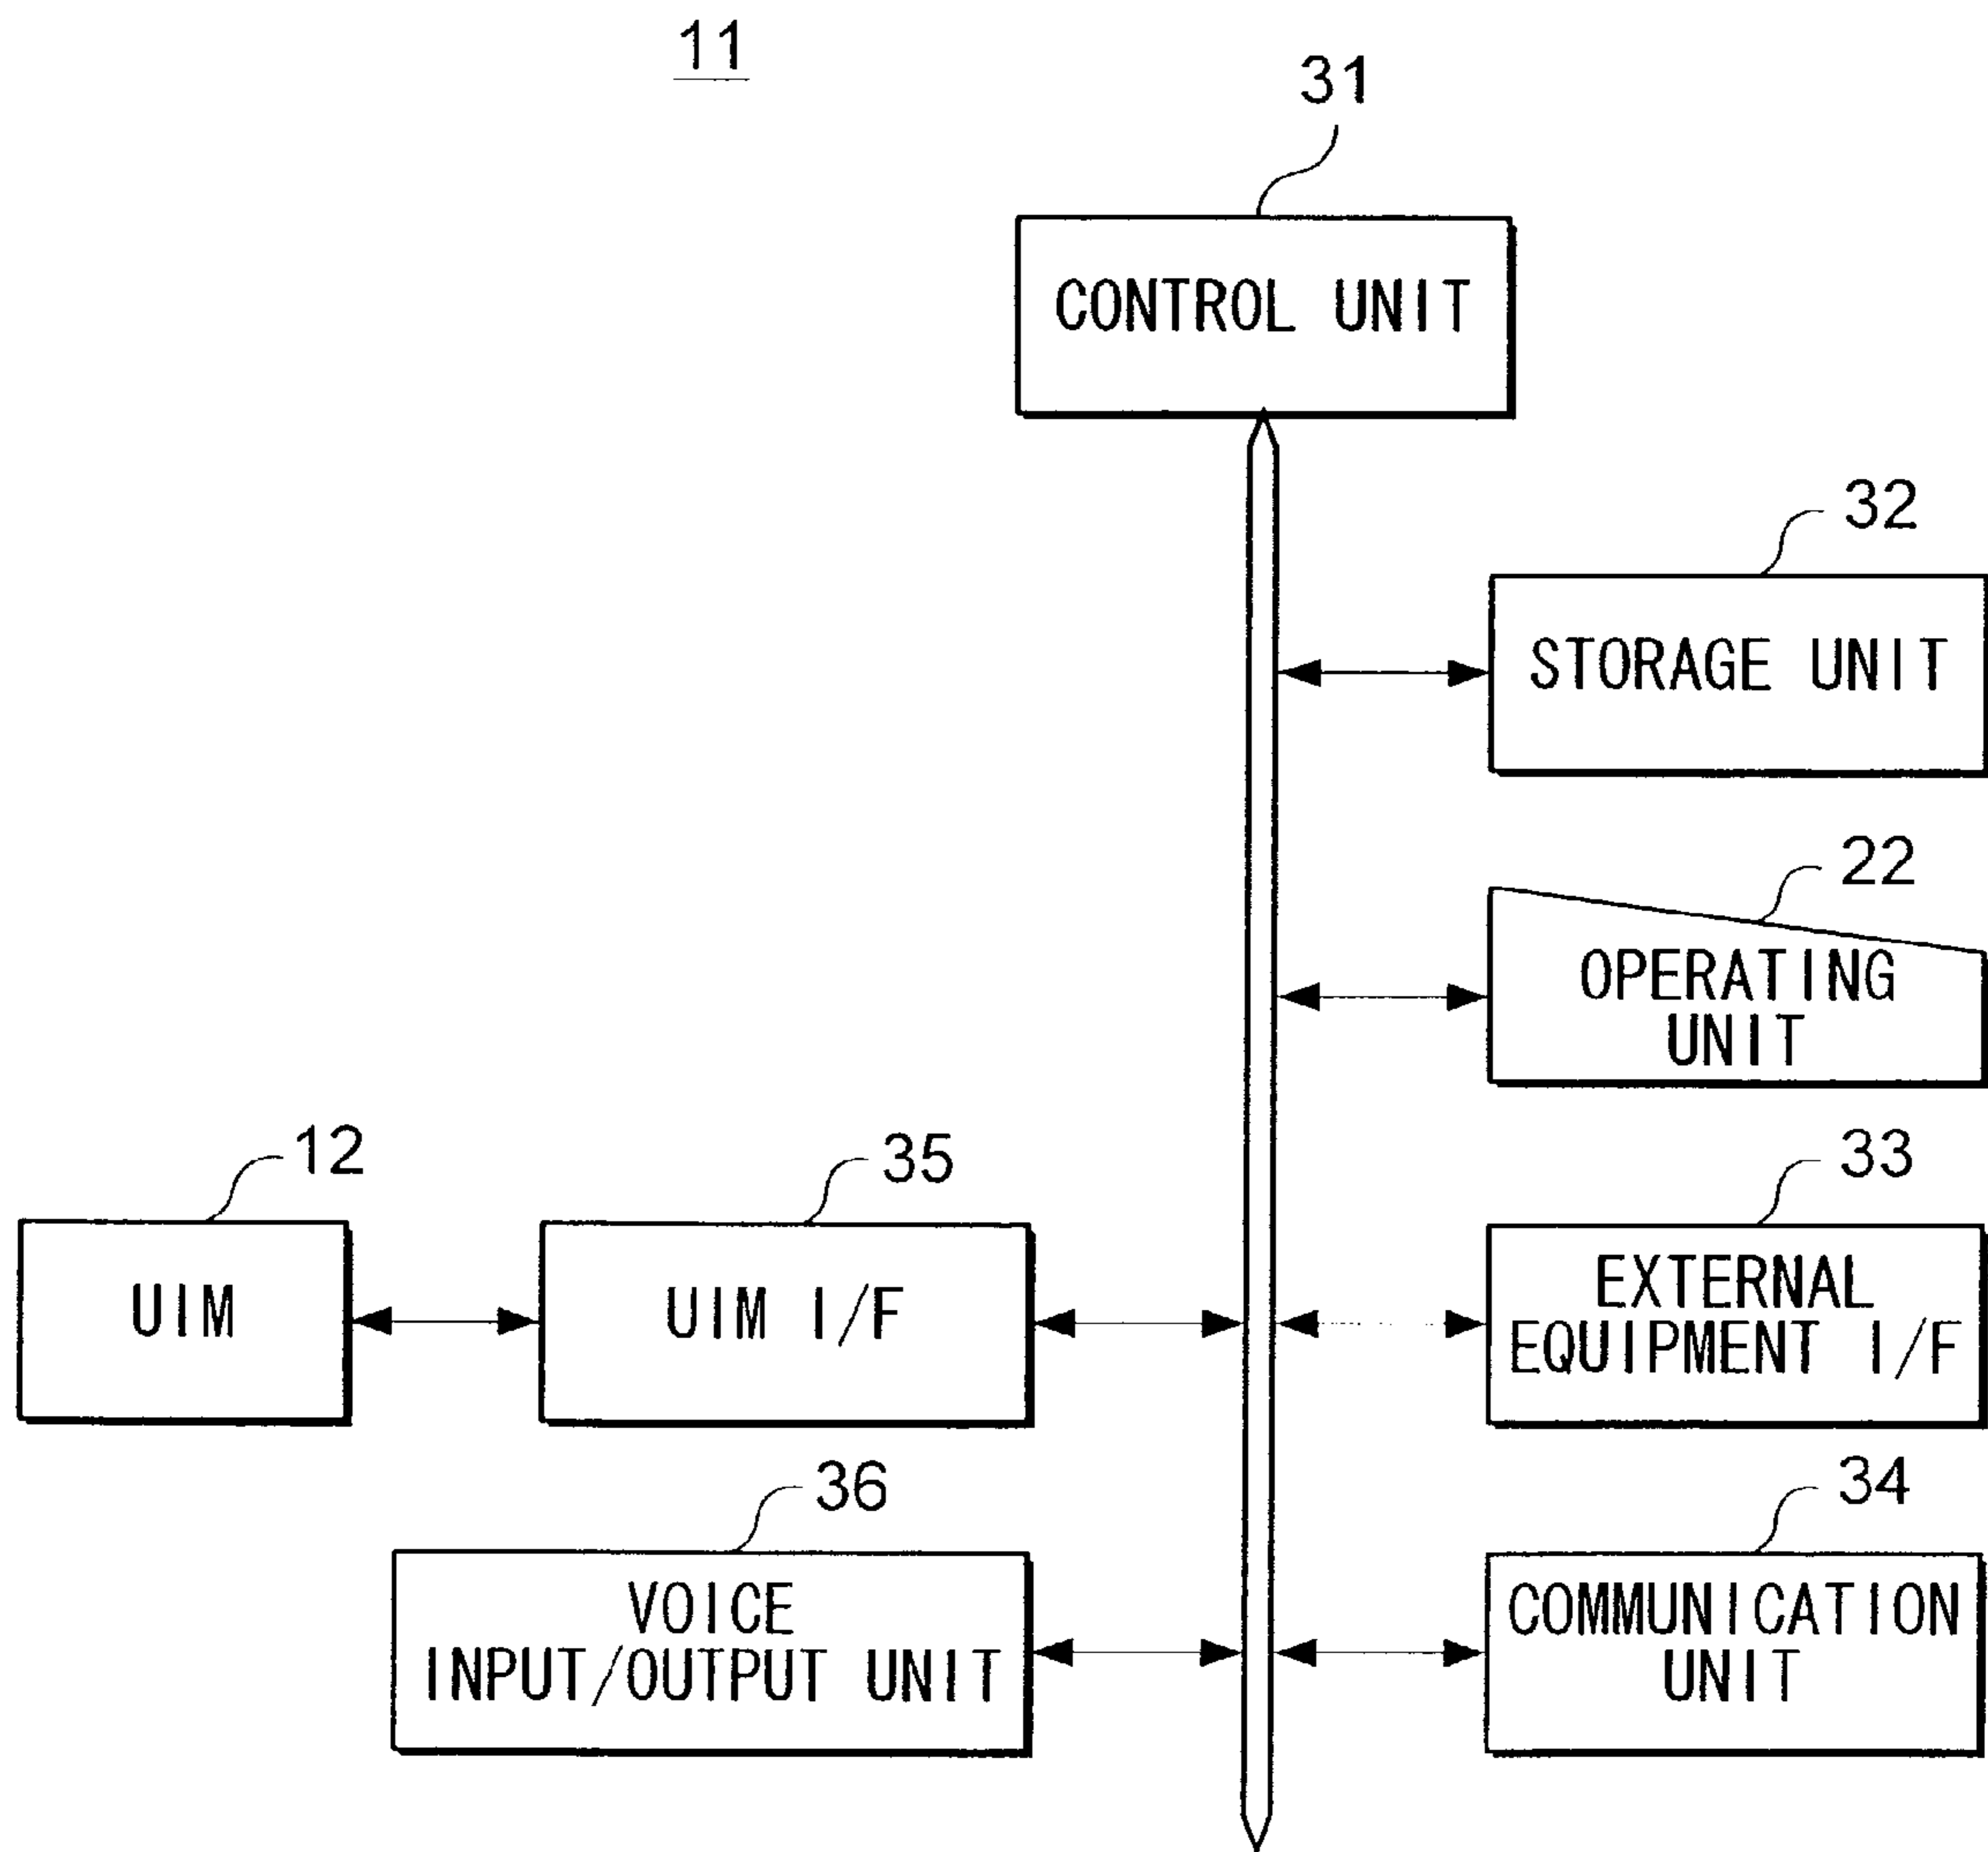 11
31
CONTROL UNIT
32
STORAGE UNIT
22
OPERATING
UNIT
12
UIM
35
UIM I/F
33
EXTERNAL
EQUIPMENT I/F
36
VOICE
INPUT/OUTPUT UNIT
34
COMMUNICATION
UNIT